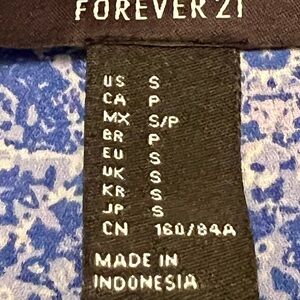 FOREVER 21
US S
CA P
MX S/P
BR P
EU S
UK S
KR S
JP S
CN 160/84A
MADE IN
INDONESIA